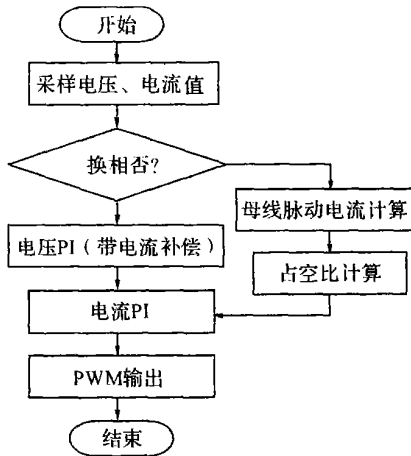 开始
采样电压、电流值
换相否?
母线脉动电流计算
电压PI(带电流补偿)
占空比计算
电流PI
PWM输出
结束